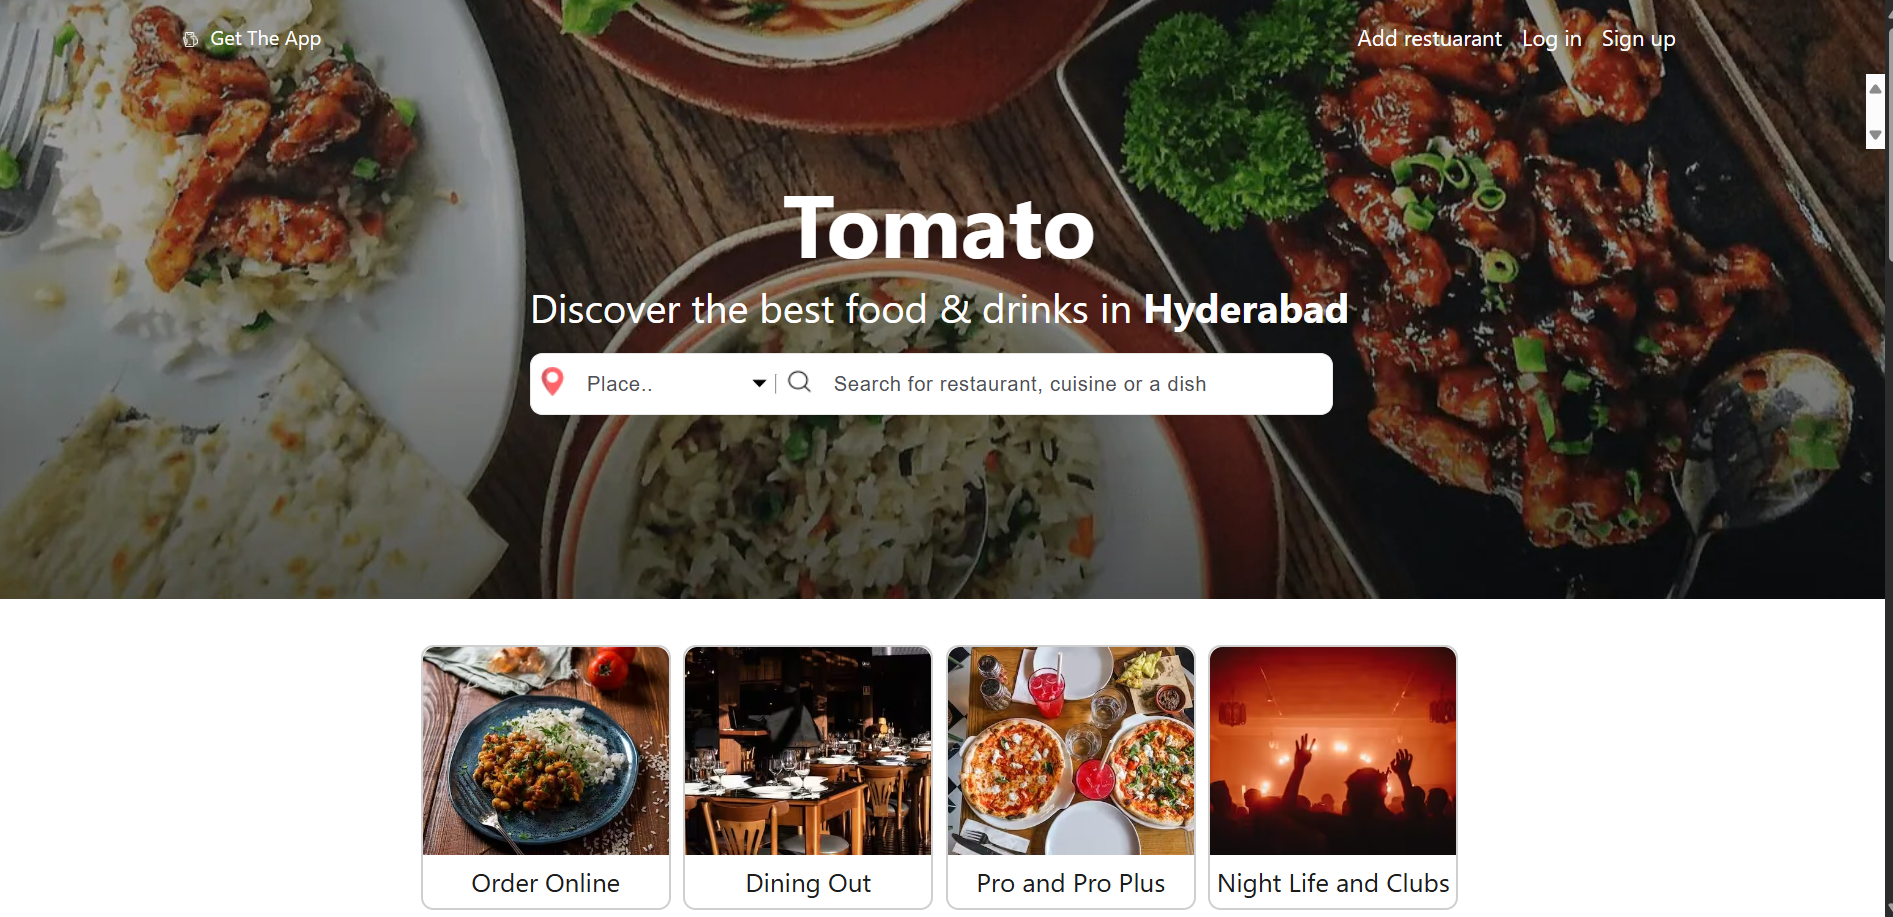 Get The App
Add restuarant Log in Sign up
Tomato
Discover the best food & drinks in Hyderabad
Place.. | Search for restaurant, cuisine or a dish
Order Online
Dining Out
Pro and Pro Plus
Night Life and Clubs